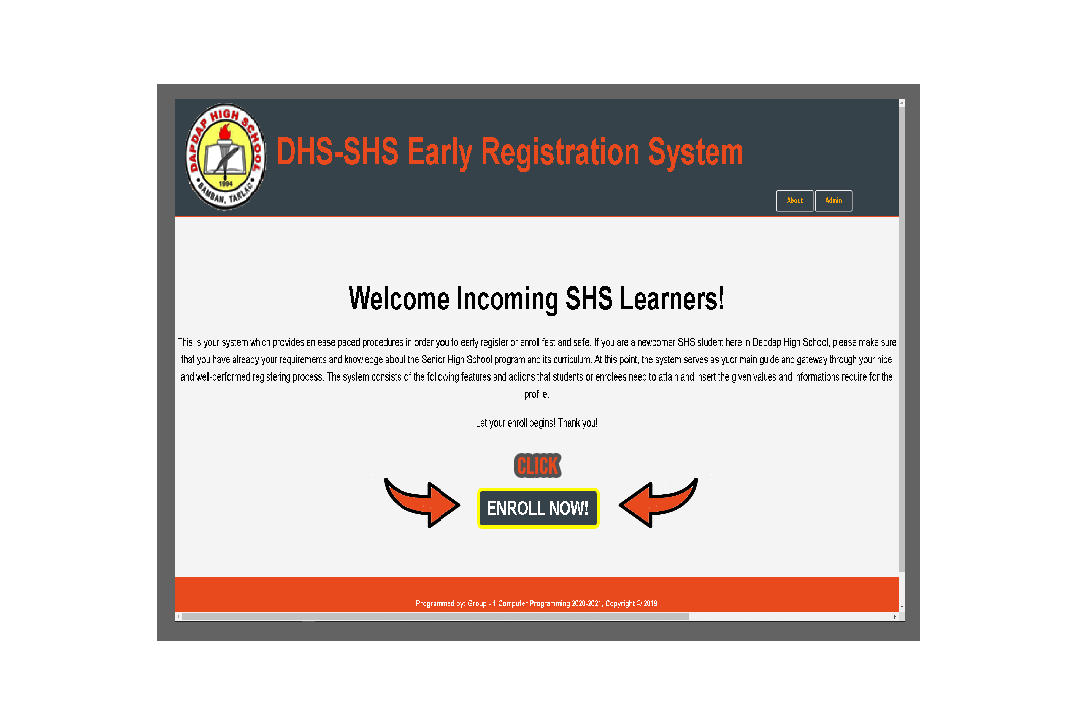 DAPDAP HIGH SCHOOL
1994
BAMBAN, TARLAC
DHS-SHS Early Registration System
About
Admin
Welcome Incoming SHS Learners!
This is your system which provides an ease paced procedures in order you to early register or enroll fast and safe. If you are a newcomer SHS student here in Dapdap High School, please make sure
that you have already your requirements and knowledge about the Senior High School program and its curriculum. At this point, the system serves as your main guide and gateway through your nice
and well-performed registering process. The system consists of the following features and actions that students or enrolees need to attain and insert the given values and informations require for the
profile.
Let your enroll begins! Thank you!
CLICK
ENROLL NOW!
Programmed by: Group - 1 Computer Programming 2020-2021, Copyright © 2019